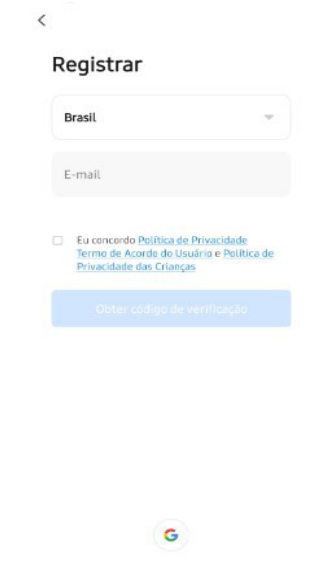 Registrar
Brasil
E-mail
Eu concordo Política de Privacidade
Termo de Acordo do Usuário e Política de
Privacidade das Crianças
Obter código de verificação